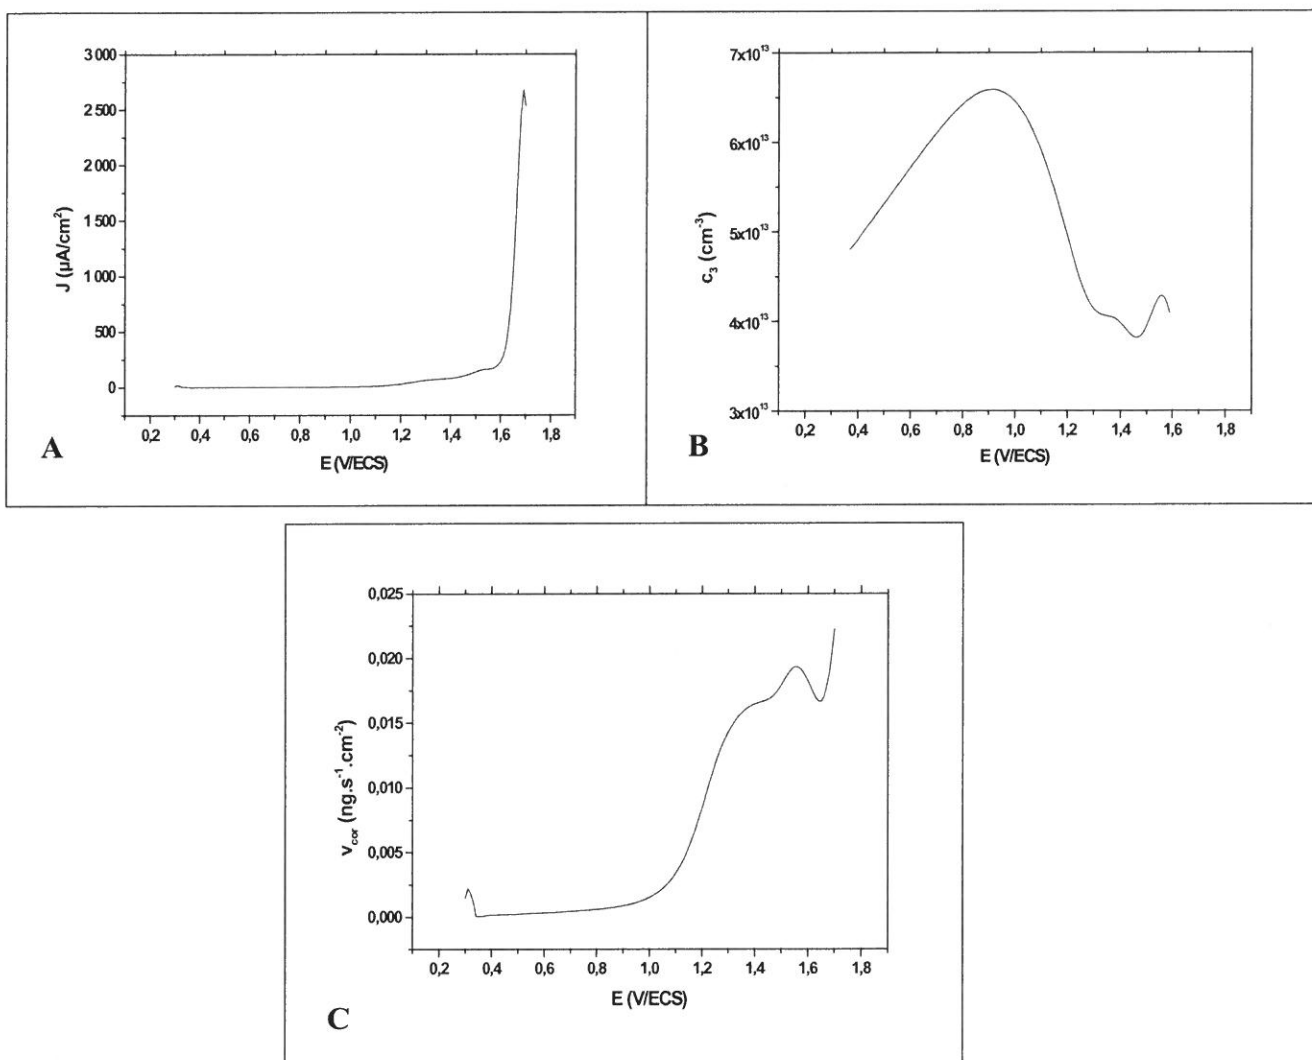 3 000
2 500
2 000
1 500
1 000
500
0
J (µA/cm²)
0,2 0,4 0,6 0,8 1,0 1,2 1,4 1,6 1,8
E (V/ECS)
A
7x10¹³
6x10¹³
5x10¹³
4x10¹³
3x10¹³
c₃ (cm⁻³)
0,2 0,4 0,6 0,8 1,0 1,2 1,4 1,6 1,8
E (V/ECS)
B
0,025
0,020
0,015
0,010
0,005
0,000
v_cor (ng.s⁻¹.cm⁻²)
0,2 0,4 0,6 0,8 1,0 1,2 1,4 1,6 1,8
E (V/ECS)
C